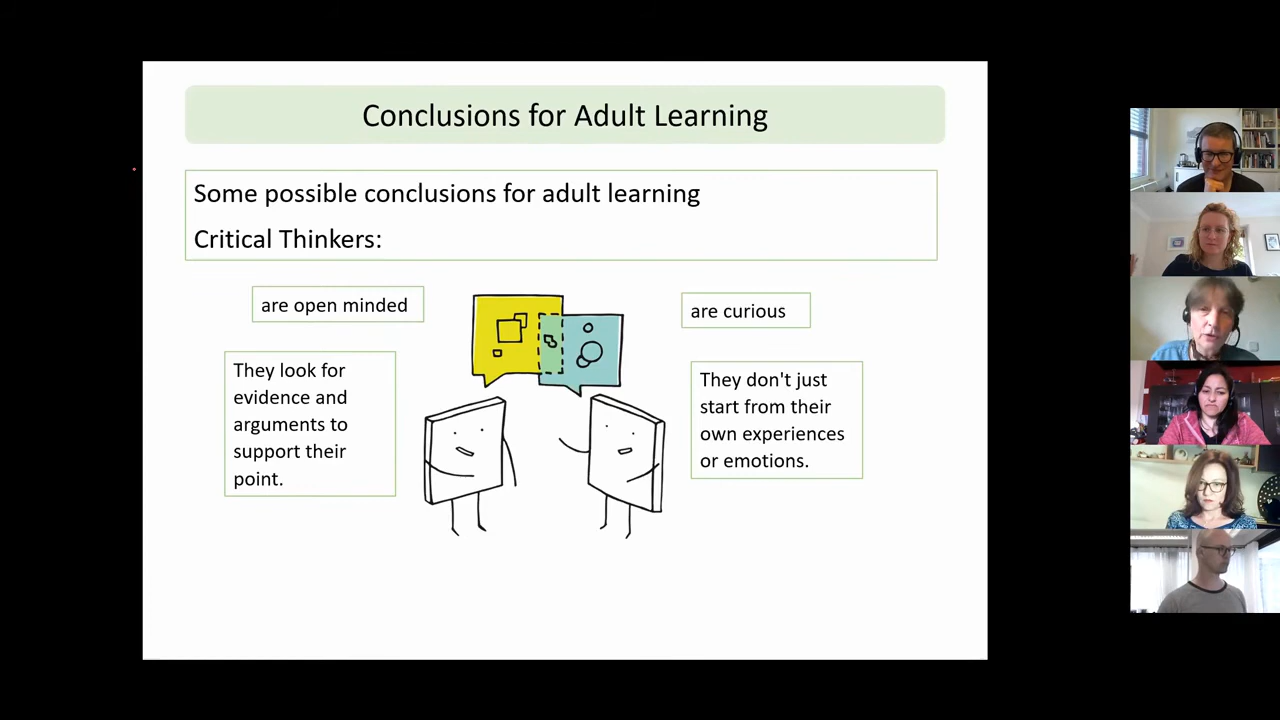 Conclusions for Adult Learning
Some possible conclusions for adult learning
Critical Thinkers:
are open minded
are curious
They look for
evidence and
arguments to
support their
point.
They don't just
start from their
own experiences
or emotions.